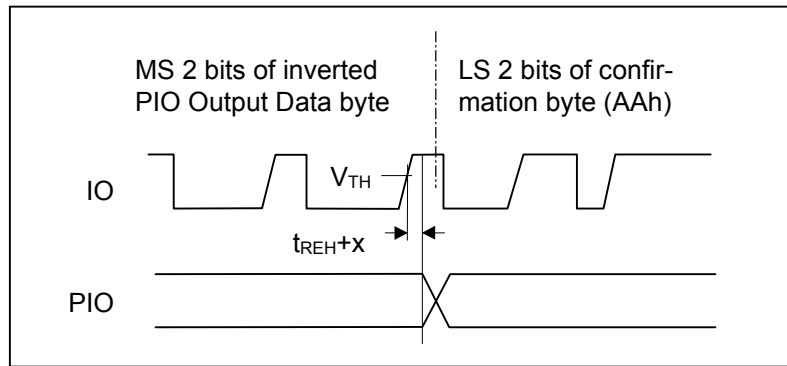 MS 2 bits of inverted
PIO Output Data byte
LS 2 bits of confir-
mation byte (AAh)
IO
VTH
tREH+x
PIO